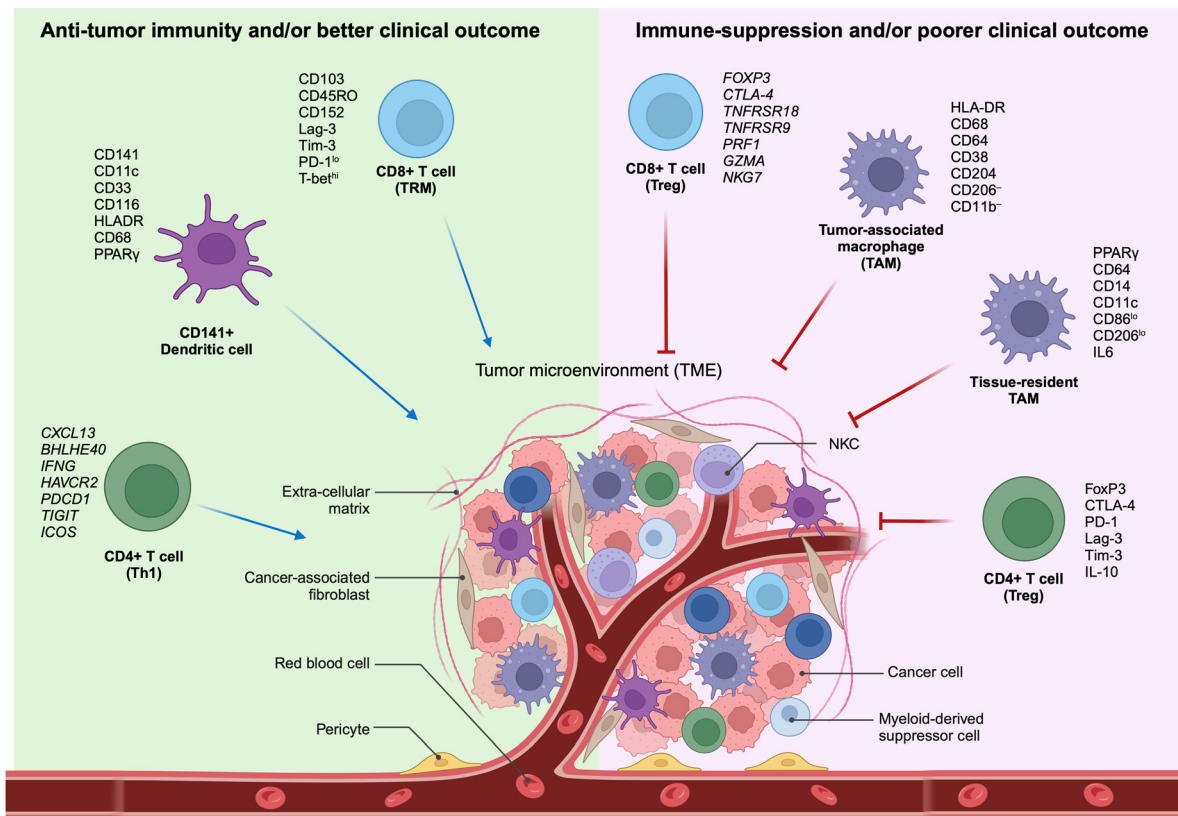 Anti-tumor immunity and/or better clinical outcome
Immune-suppression and/or poorer clinical outcome
CD103
CD45RO
CD152
Lag-3
Tim-3
PD-1ˡᵒ
T-betʰⁱ
CD8+ T cell
(TRM)
CD141
CD11c
CD33
CD116
HLADR
CD68
PPARγ
CD141+
Dendritic cell
CXCL13
BHLHE40
IFNG
HAVCR2
PDCD1
TIGIT
ICOS
CD4+ T cell
(Th1)
FOXP3
CTLA-4
TNFRSR18
TNFRSR9
PRF1
GZMA
NKG7
CD8+ T cell
(Treg)
HLA-DR
CD68
CD64
CD38
CD204
CD206⁻
CD11b⁻
Tumor-associated
macrophage
(TAM)
PPARγ
CD64
CD14
CD11c
CD86ˡᵒ
CD206ˡᵒ
IL6
Tissue-resident
TAM
FoxP3
CTLA-4
PD-1
Lag-3
Tim-3
IL-10
CD4+ T cell
(Treg)
Tumor microenvironment (TME)
NKC
Extra-cellular
matrix
Cancer-associated
fibroblast
Red blood cell
Pericyte
Cancer cell
Myeloid-derived
suppressor cell